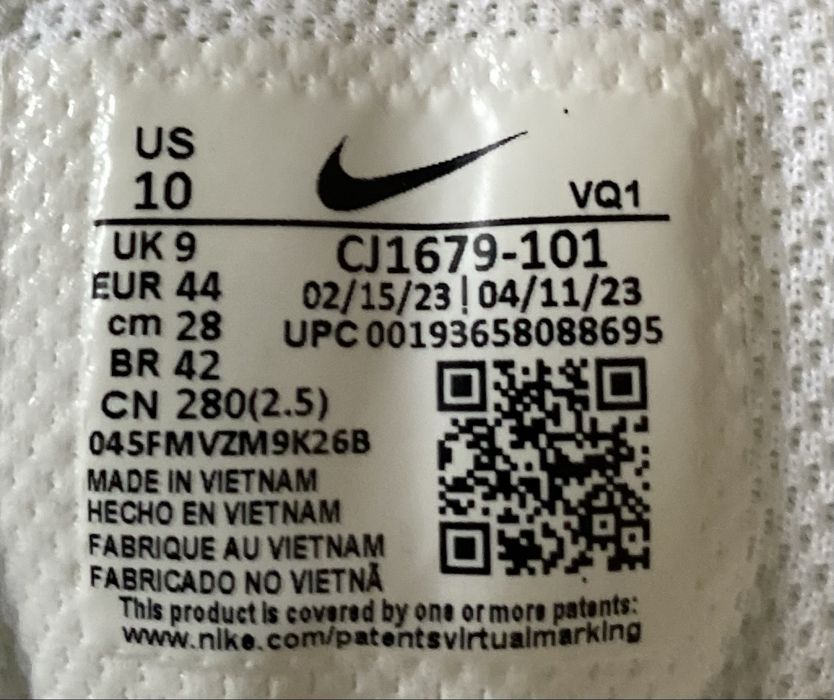 US
10
VQ1
UK 9
EUR 44
cm 28
BR 42
CN 280(2.5)
CJ1679-101
02/15/23 | 04/11/23
UPC 00193658088695
045FMVZM9K26B
MADE IN VIETNAM
HECHO EN VIETNAM
FABRIQUE AU VIETNAM
FABRICADO NO VIETNÃ
This product is covered by one or more patents:
www.nike.com/patentsvirtualmarking